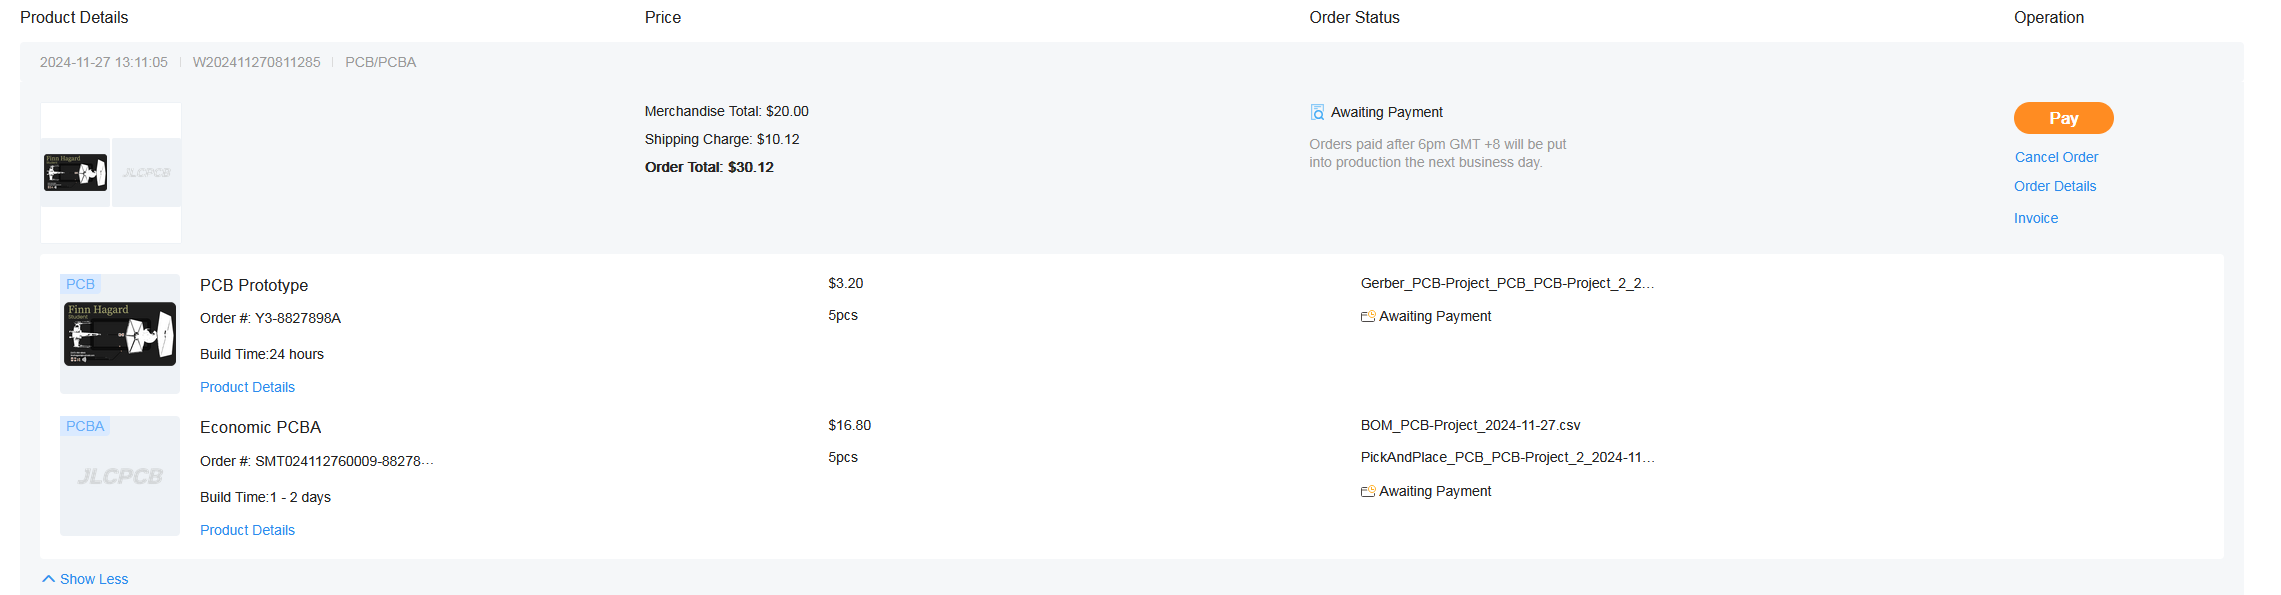 Product Details
Price
Order Status
Operation
2024-11-27 13:11:05
W202411270811285
PCB/PCBA
Finn Hagard
JLCPCB
Merchandise Total: $20.00
Shipping Charge: $10.12
Order Total: $30.12
Awaiting Payment
Orders paid after 6pm GMT +8 will be put
into production the next business day.
Pay
Cancel Order
Order Details
Invoice
PCB
Finn Hagard
Student
PCB Prototype
Order #: Y3-8827898A
Build Time:24 hours
Product Details
$3.20
5pcs
Gerber_PCB-Project_PCB_PCB-Project_2_2...
Awaiting Payment
PCBA
JLCPCB
Economic PCBA
Order #: SMT024112760009-88278...
Build Time:1 - 2 days
Product Details
$16.80
5pcs
BOM_PCB-Project_2024-11-27.csv
PickAndPlace_PCB_PCB-Project_2_2024-11...
Awaiting Payment
Show Less